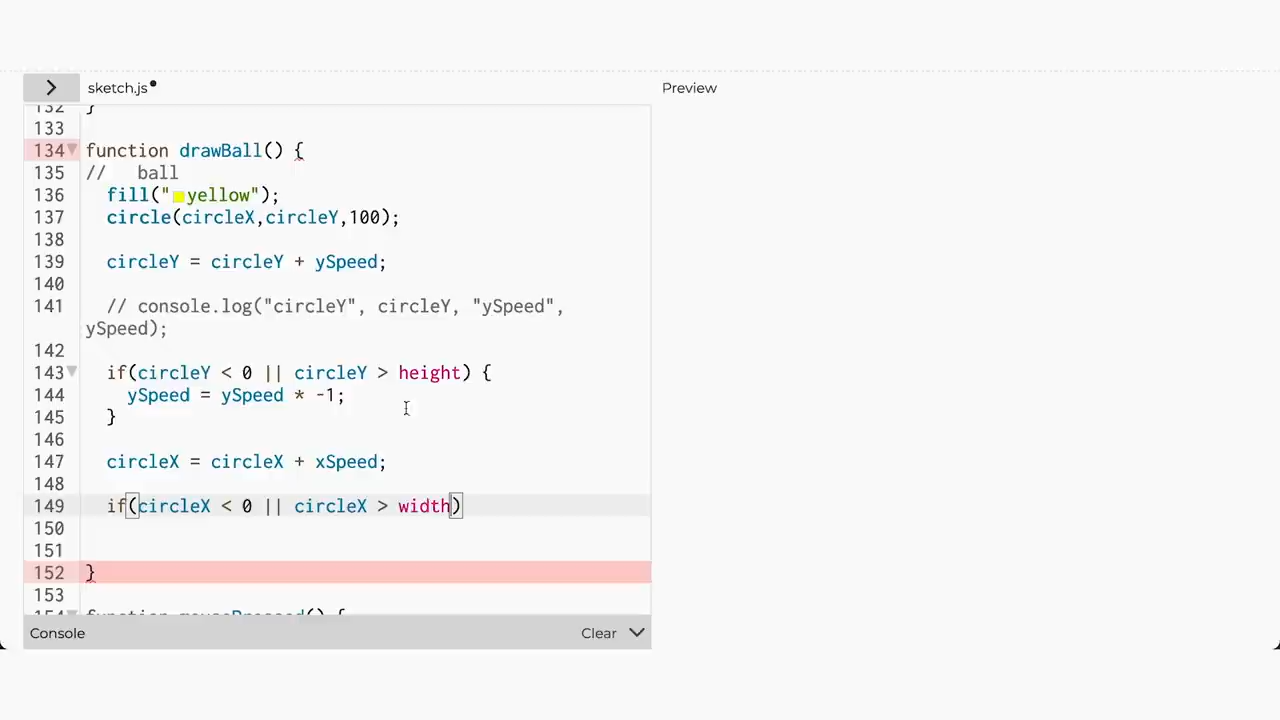 sketch.js•
Preview
132 }
133
134 function drawBall() {
135 //   ball
136   fill("yellow");
137   circle(circleX,circleY,100);
138
139   circleY = circleY + ySpeed;
140
141   // console.log("circleY", circleY, "ySpeed",
ySpeed);
142
143   if(circleY < 0 || circleY > height) {
144     ySpeed = ySpeed * -1;
145   }
146
147   circleX = circleX + xSpeed;
148
149   if(circleX < 0 || circleX > width)
150
151
152 }
153
154 function mousePressed() {
Console
Clear